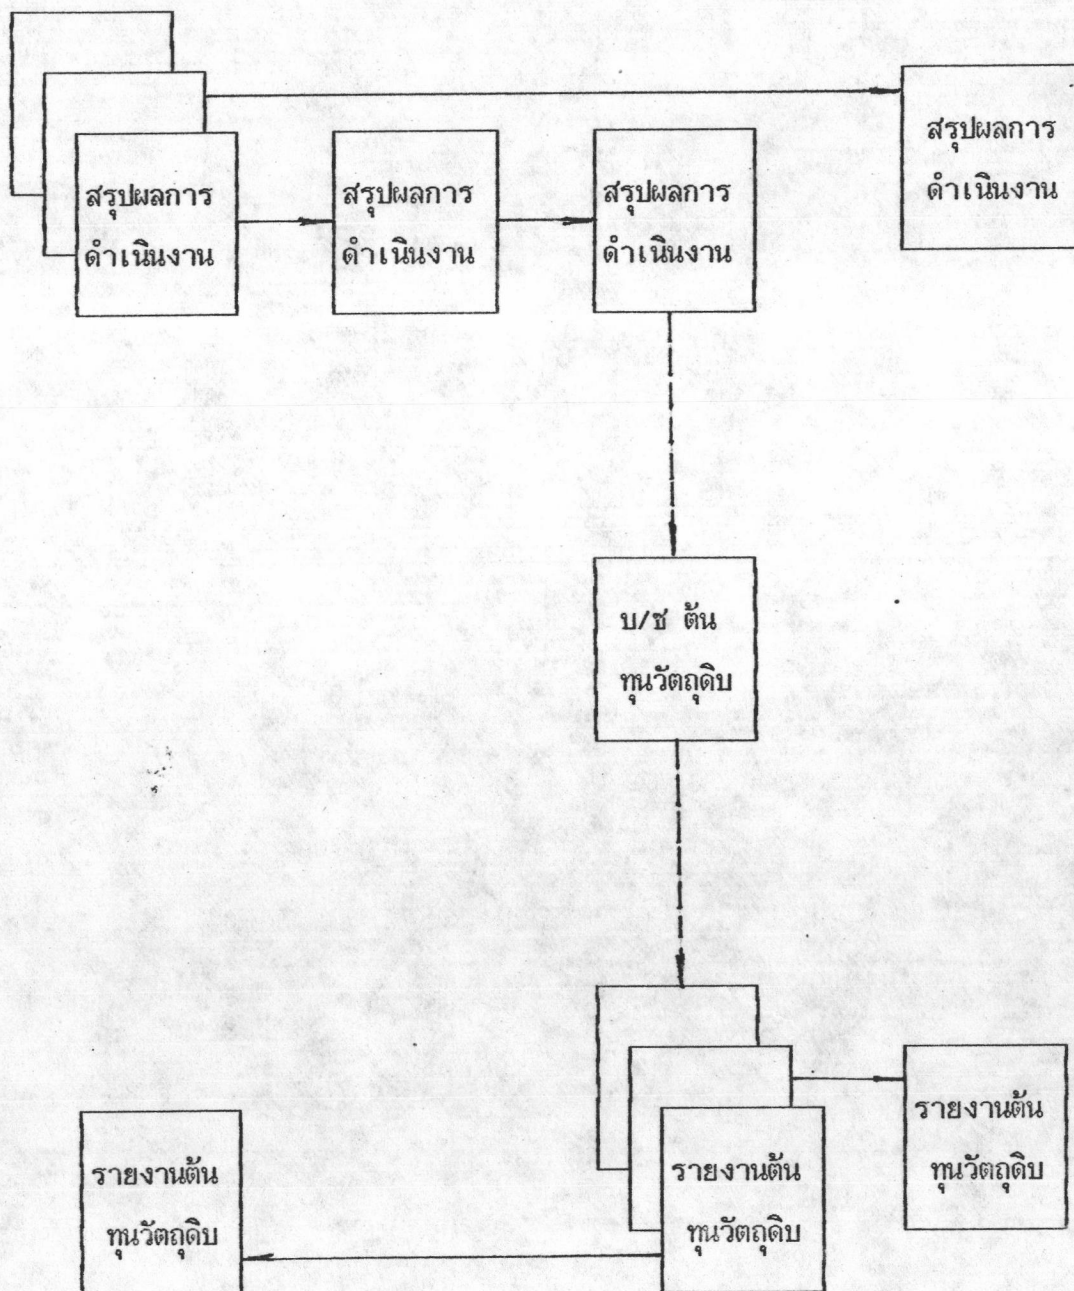 สรุปผลการ
ดำเนินงาน
สรุปผลการ
ดำเนินงาน
สรุปผลการ
ดำเนินงาน
สรุปผลการ
ดำเนินงาน
บ/ช ต้น
ทุนวัตถุดิบ
รายงานต้น
ทุนวัตถุดิบ
รายงานต้น
ทุนวัตถุดิบ
รายงานต้น
ทุนวัตถุดิบ